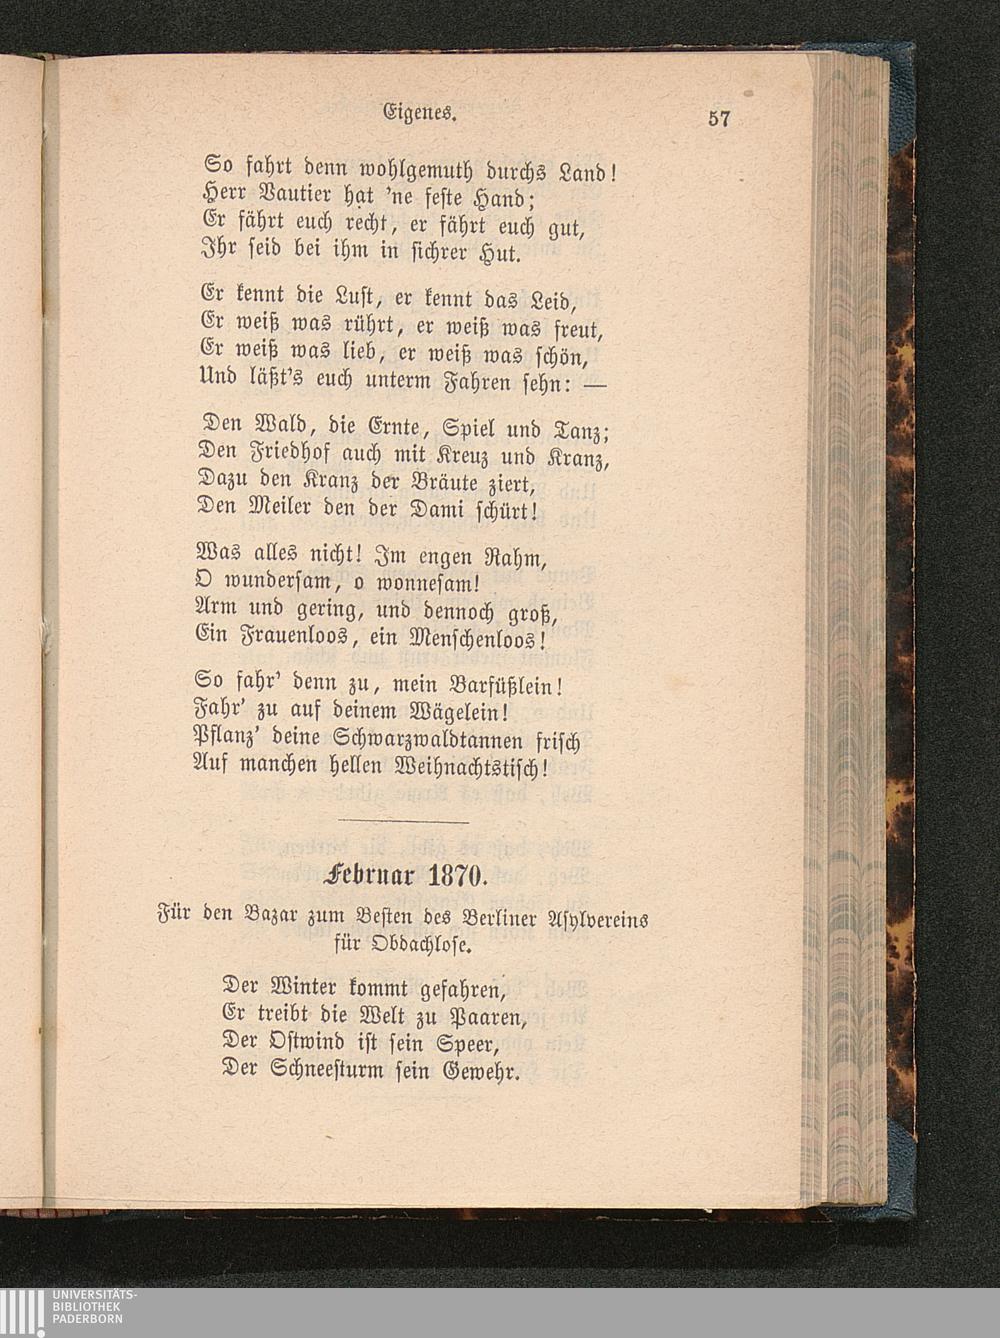 Eigenes.
57
So fahrt denn wohlgemuth durchs Land!
Herr Vautier hat 'ne feste Hand;
Er fährt euch recht, er fährt euch gut,
Ihr seid bei ihm in sichrer Hut.
Er kennt die Lust, er kennt das Leid,
Er weiß was rührt, er weiß was freut,
Er weiß was lieb, er weiß was schön,
Und läßt's euch unterm Fahren sehn: —
Den Wald, die Ernte, Spiel und Tanz;
Den Friedhof auch mit Kreuz und Kranz,
Dazu den Kranz der Bräute ziert,
Den Meiler den der Dami schürt!
Was alles nicht! Im engen Rahm,
O wundersam, o wonnesam!
Arm und gering, und dennoch groß,
Ein Frauenloos, ein Menschenloos!
So fahr' denn zu, mein Barfüßlein!
Fahr' zu auf deinem Wägelein!
Pflanz' deine Schwarzwaldtannen frisch
Auf manchen hellen Weihnachtstisch!
Februar 1870.
Für den Bazar zum Besten des Berliner Asylvereins
für Obdachlose.
Der Winter kommt gefahren,
Er treibt die Welt zu Paaren,
Der Ostwind ist sein Speer,
Der Schneesturm sein Gewehr.
UNIVERSITÄTS-
BIBLIOTHEK
PADERBORN